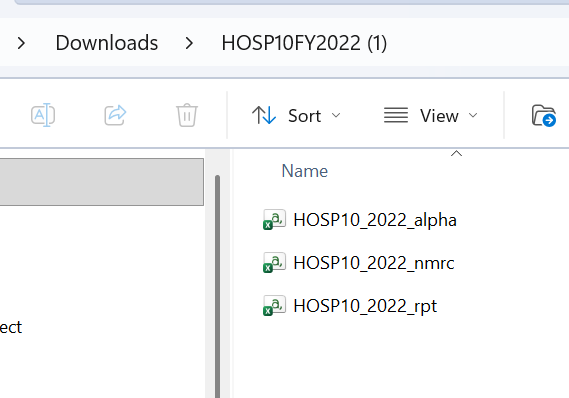 > Downloads > HOSP10FY2022 (1)
Sort View
Name
HOSP10_2022_alpha
HOSP10_2022_nmrc
HOSP10_2022_rpt
ect